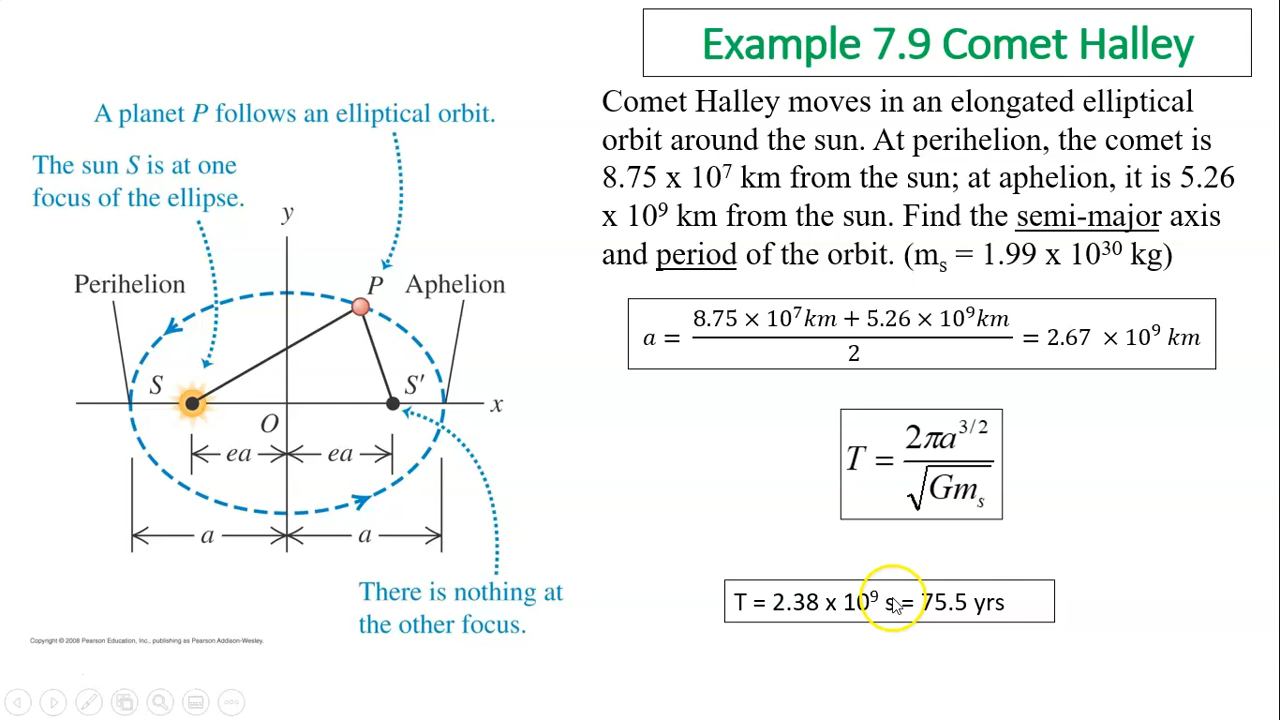 Example 7.9 Comet Halley
A planet P follows an elliptical orbit.
The sun S is at one
focus of the ellipse.
y
Perihelion
P
Aphelion
S
S′
O
x
ea
ea
a
a
There is nothing at
the other focus.
Copyright © 2008 Pearson Education, Inc., publishing as Pearson Addison-Wesley.
Comet Halley moves in an elongated elliptical
orbit around the sun. At perihelion, the comet is
8.75 x 10⁷ km from the sun; at aphelion, it is 5.26
x 10⁹ km from the sun. Find the semi-major axis
and period of the orbit. (mₛ = 1.99 x 10³⁰ kg)
a = (8.75 × 10⁷km + 5.26 × 10⁹km) / 2 = 2.67 × 10⁹ km
T = 2πa^(3/2) / √(Gmₛ)
T = 2.38 x 10⁹ s = 75.5 yrs